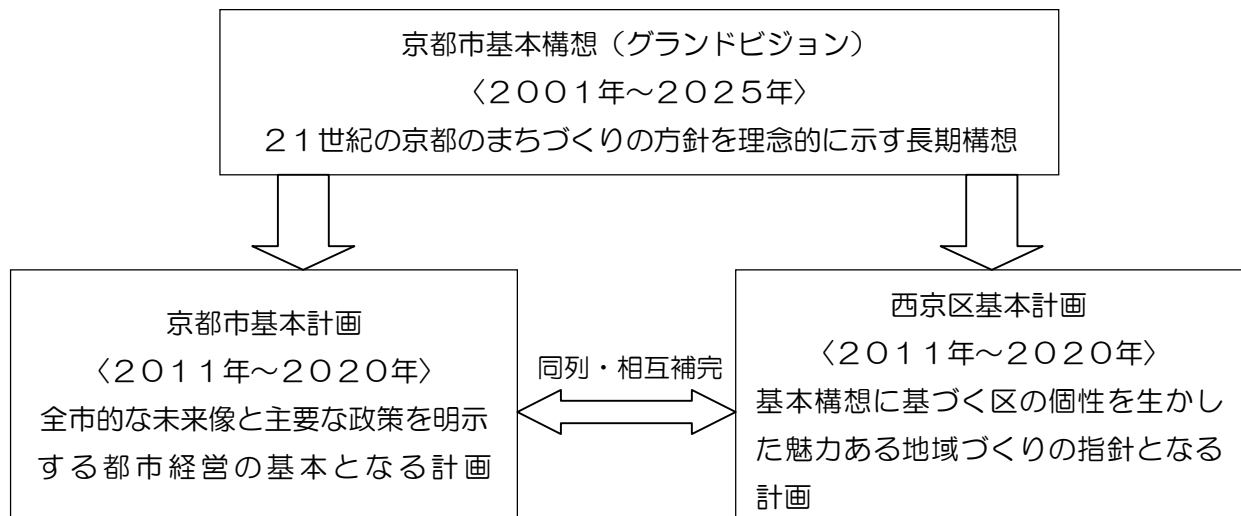 京都市基本構想（グランドビジョン）
〈２００１年～２０２５年〉
２１世紀の京都のまちづくりの方針を理念的に示す長期構想
京都市基本計画
〈２０１１年～２０２０年〉
全市的な未来像と主要な政策を明示
する都市経営の基本となる計画
同列・相互補完
西京区基本計画
〈２０１１年～２０２０年〉
基本構想に基づく区の個性を生かし
た魅力ある地域づくりの指針となる
計画